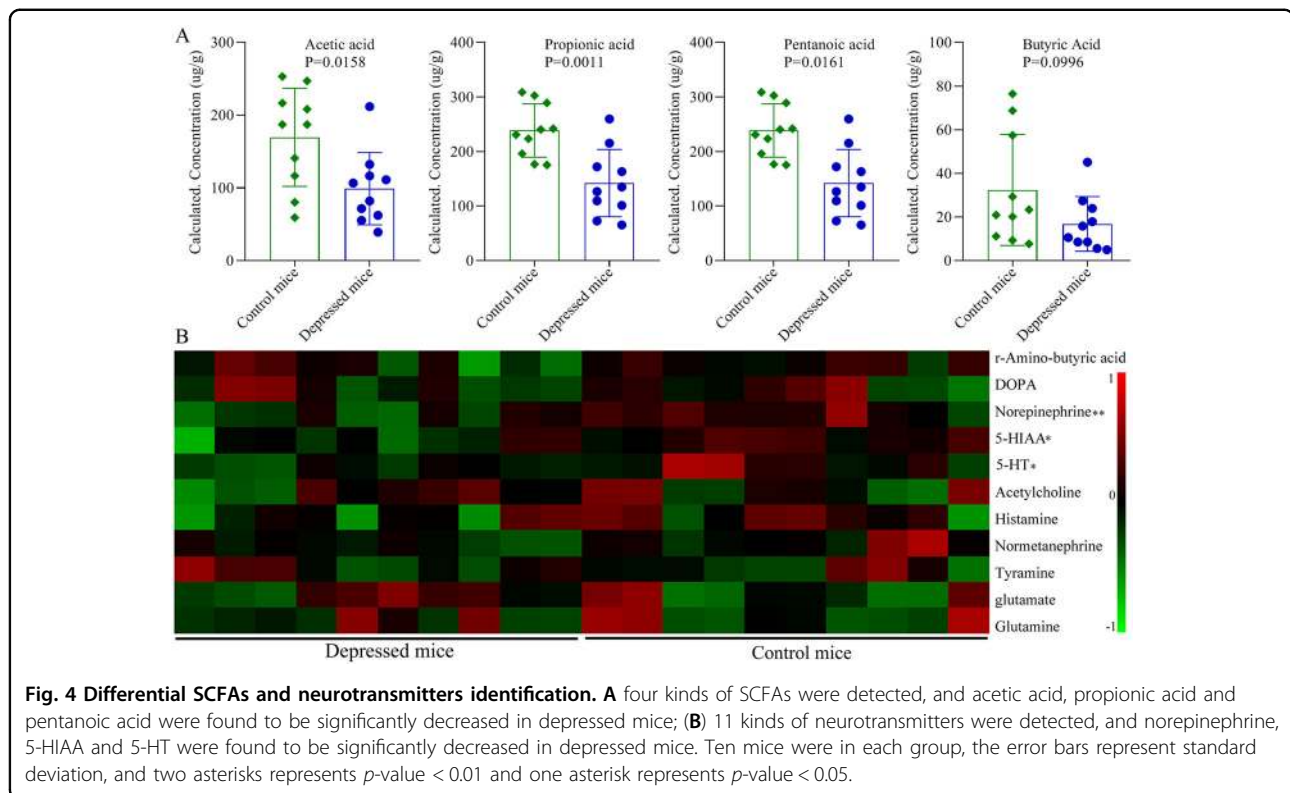 A
Acetic acid
P=0.0158
Calculated. Concentration (ug/g)
300
200
100
0
Control mice
Depressed mice
Propionic acid
P=0.0011
Calculated. Concentration (ug/g)
400
300
200
100
0
Control mice
Depressed mice
Pentanoic acid
P=0.0161
Calculated. Concentration (ug/g)
400
300
200
100
0
Control mice
Depressed mice
Butyric Acid
P=0.0996
Calculated. Concentration (ug/g)
100
80
60
40
20
0
Control mice
Depressed mice
B
r-Amino-butyric acid
DOPA
Norepinephrine**
5-HIAA*
5-HT*
Acetylcholine
Histamine
Normetanephrine
Tyramine
glutamate
Glutamine
1
0
-1
Depressed mice
Control mice
Fig. 4 Differential SCFAs and neurotransmitters identification. A four kinds of SCFAs were detected, and acetic acid, propionic acid and
pentanoic acid were found to be significantly decreased in depressed mice; (B) 11 kinds of neurotransmitters were detected, and norepinephrine,
5-HIAA and 5-HT were found to be significantly decreased in depressed mice. Ten mice were in each group, the error bars represent standard
deviation, and two asterisks represents p-value < 0.01 and one asterisk represents p-value < 0.05.